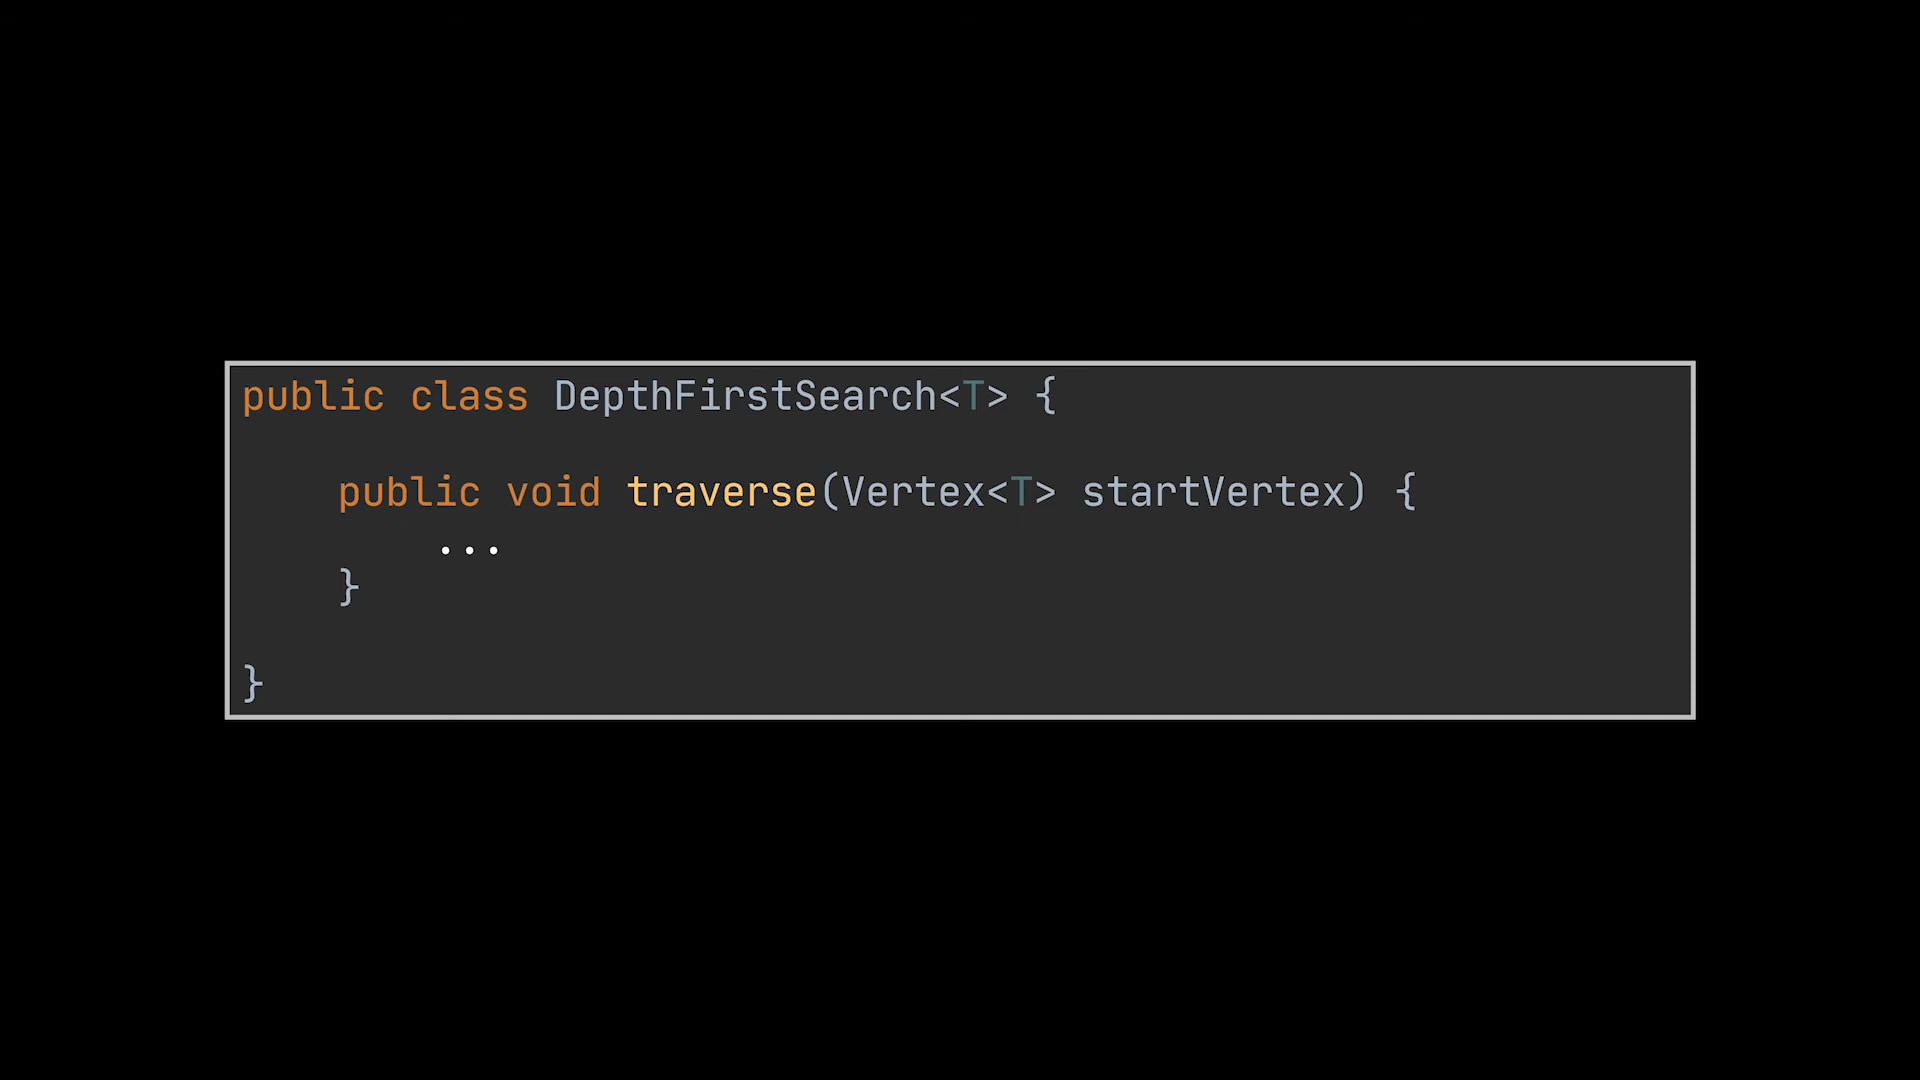 public class DepthFirstSearch<T> {
public void traverse(Vertex<T> startVertex) {
...
}
}